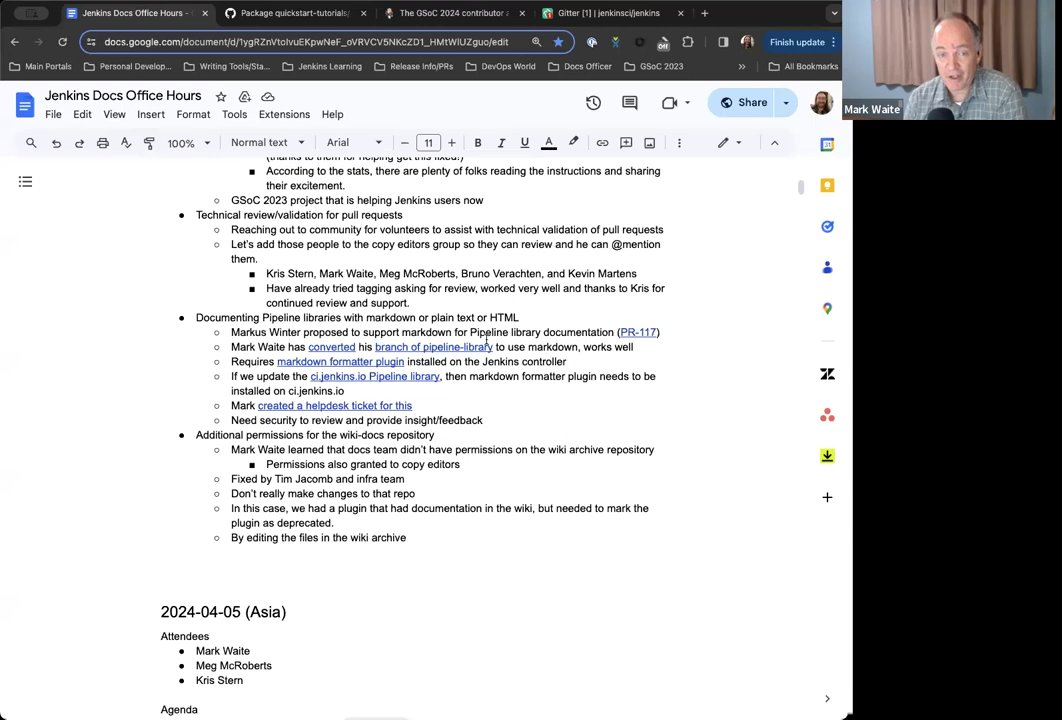 Jenkins Docs Office Hours -
Package quickstart-tutorials/
The GSoC 2024 contributor a
Gitter [1] | jenkinsci/jenkins
docs.google.com/document/d/1ygRZnVtoIvuEKpwNeF_oVRVCV5NKcZD1_HMtWlUZguo/edit
Off
Finish update
Main Portals
Personal Develop...
Writing Tools/Sta...
Jenkins Learning
Release Info/PRs
DevOps World
Docs Officer
GSoC 2023
»
All Bookmarks
Mark Waite
Jenkins Docs Office Hours
File Edit View Insert Format Tools Extensions Help
Share
100%
Normal text
Arial
11
B I U A
(thanks to them for helping get this fixed!)
■ According to the stats, there are plenty of folks reading the instructions and sharing
their excitement.
○ GSoC 2023 project that is helping Jenkins users now
● Technical review/validation for pull requests
○ Reaching out to community for volunteers to assist with technical validation of pull requests
○ Let's add those people to the copy editors group so they can review and he can @mention
them.
■ Kris Stern, Mark Waite, Meg McRoberts, Bruno Verachten, and Kevin Martens
■ Have already tried tagging asking for review, worked very well and thanks to Kris for
continued review and support.
● Documenting Pipeline libraries with markdown or plain text or HTML
○ Markus Winter proposed to support markdown for Pipeline library documentation (PR-117)
○ Mark Waite has converted his branch of pipeline-library to use markdown, works well
○ Requires markdown formatter plugin installed on the Jenkins controller
○ If we update the ci.jenkins.io Pipeline library, then markdown formatter plugin needs to be
installed on ci.jenkins.io
○ Mark created a helpdesk ticket for this
○ Need security to review and provide insight/feedback
● Additional permissions for the wiki-docs repository
○ Mark Waite learned that docs team didn't have permissions on the wiki archive repository
■ Permissions also granted to copy editors
○ Fixed by Tim Jacomb and infra team
○ Don't really make changes to that repo
○ In this case, we had a plugin that had documentation in the wiki, but needed to mark the
plugin as deprecated.
○ By editing the files in the wiki archive
2024-04-05 (Asia)
Attendees
● Mark Waite
● Meg McRoberts
● Kris Stern
Agenda